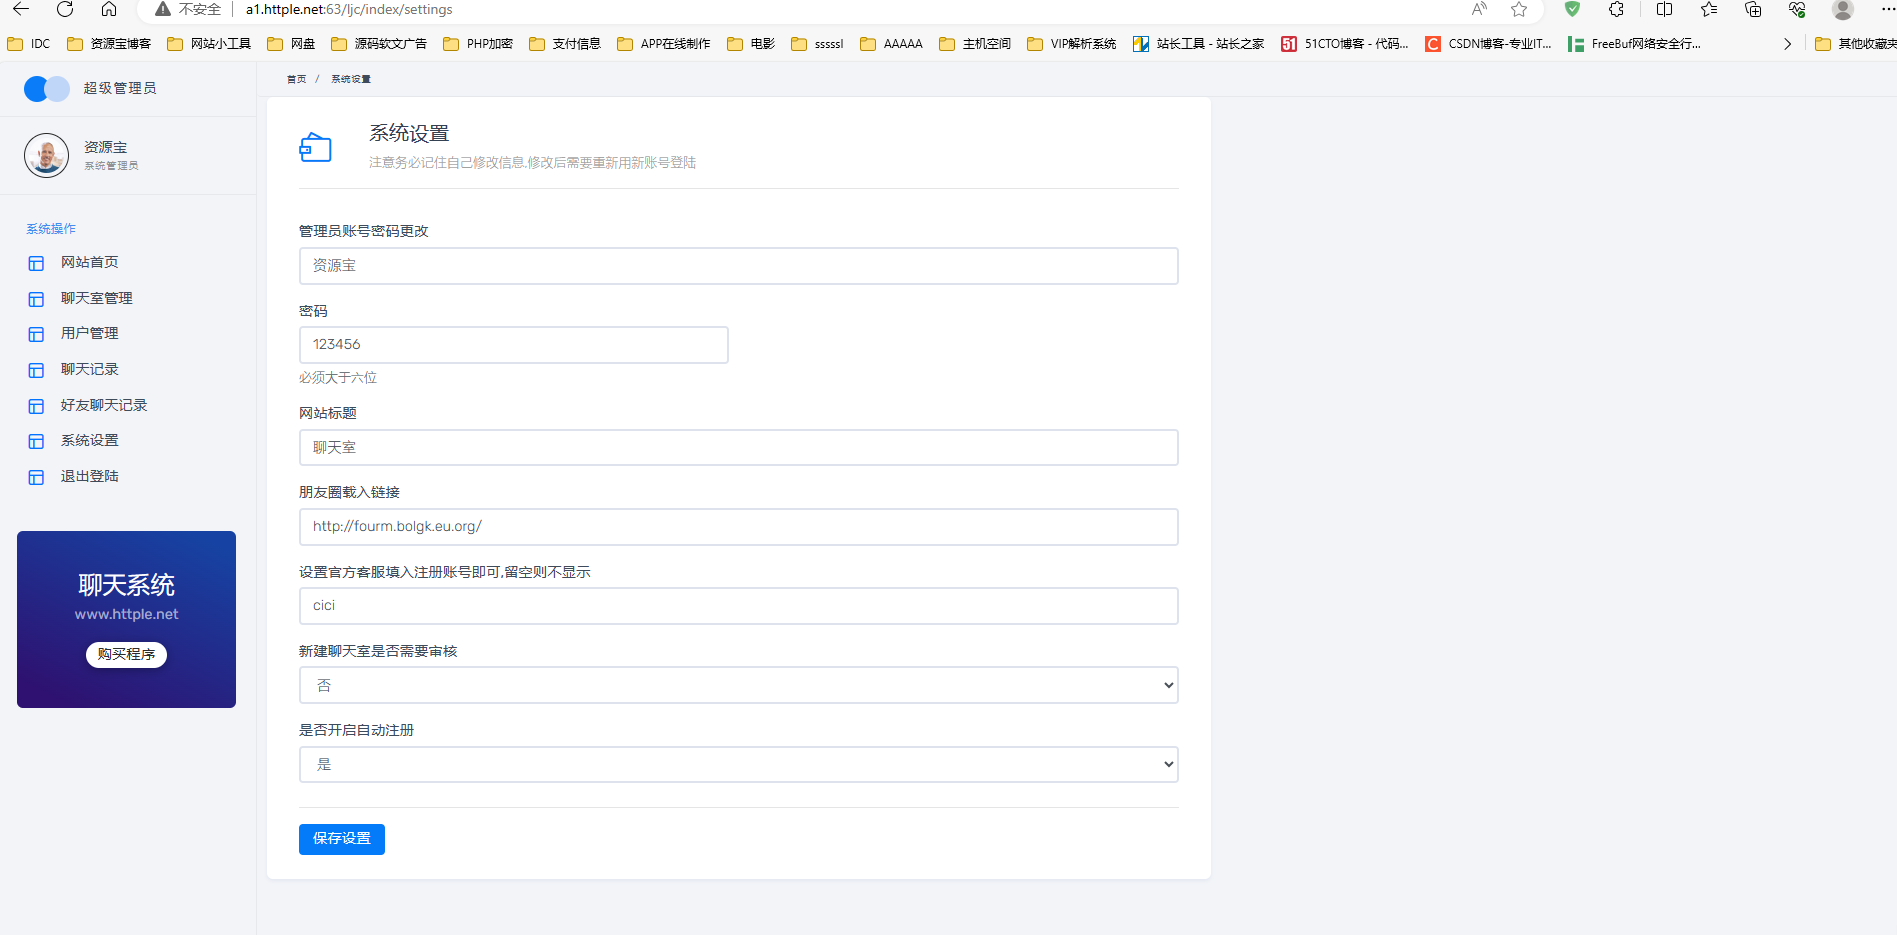 不安全 a1.httple.net:63/ljc/index/settings
IDC 资源宝博客 网站小工具 网盘 源码软文广告 PHP加密 支付信息 APP在线制作 电影 sssssl AAAAA 主机空间 VIP解析系统 站长工具 - 站长之家 51CTO博客 - 代码... CSDN博客-专业IT... FreeBuf网络安全行... 其他收藏夹
超级管理员
首页 / 系统设置
资源宝
系统管理员
系统操作
网站首页
聊天室管理
用户管理
聊天记录
好友聊天记录
系统设置
退出登陆
聊天系统
www.httple.net
购买程序
系统设置
注意务必记住自己修改信息,修改后需要重新用新账号登陆
管理员账号密码更改
资源宝
密码
123456
必须大于六位
网站标题
聊天室
朋友圈载入链接
http://fourm.bolgk.eu.org/
设置官方客服填入注册账号即可,留空则不显示
cici
新建聊天室是否需要审核
否
是否开启自动注册
是
保存设置